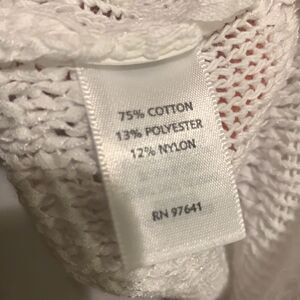 75% COTTON
13% POLYESTER
12% NYLON
RN 97641